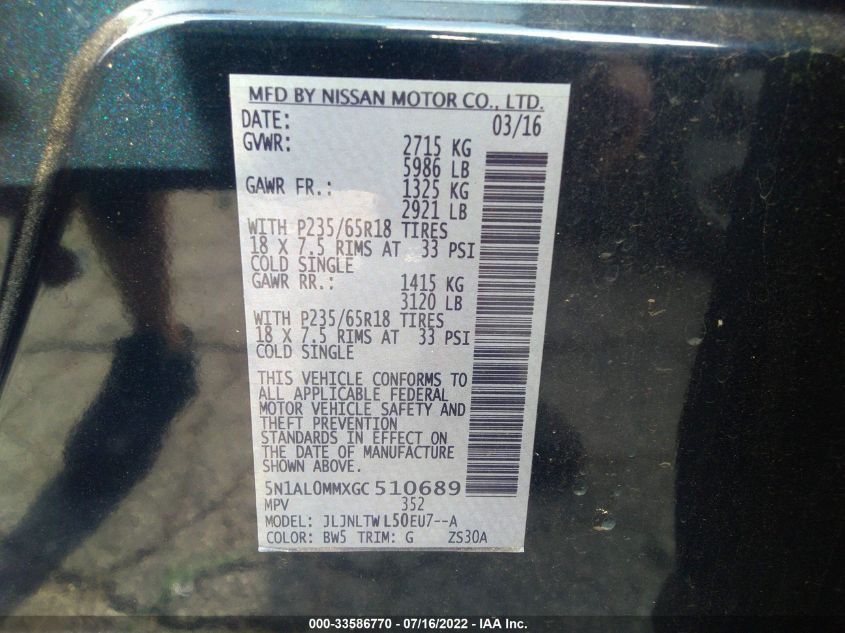 MFD BY NISSAN MOTOR CO., LTD.
DATE: 03/16
GVWR: 2715 KG
5986 LB
GAWR FR.: 1325 KG
2921 LB
WITH P235/65R18 TIRES
18 X 7.5 RIMS AT 33 PSI
COLD SINGLE
GAWR RR.: 1415 KG
3120 LB
WITH P235/65R18 TIRES
18 X 7.5 RIMS AT 33 PSI
COLD SINGLE
THIS VEHICLE CONFORMS TO
ALL APPLICABLE FEDERAL
MOTOR VEHICLE SAFETY AND
THEFT PREVENTION
STANDARDS IN EFFECT ON
THE DATE OF MANUFACTURE
SHOWN ABOVE.
5N1AL0MMXGC510689
MPV 352
MODEL: JLJNLTWL50EU7--A
COLOR: BW5 TRIM: G ZS30A
000-33586770 - 07/16/2022 - IAA Inc.